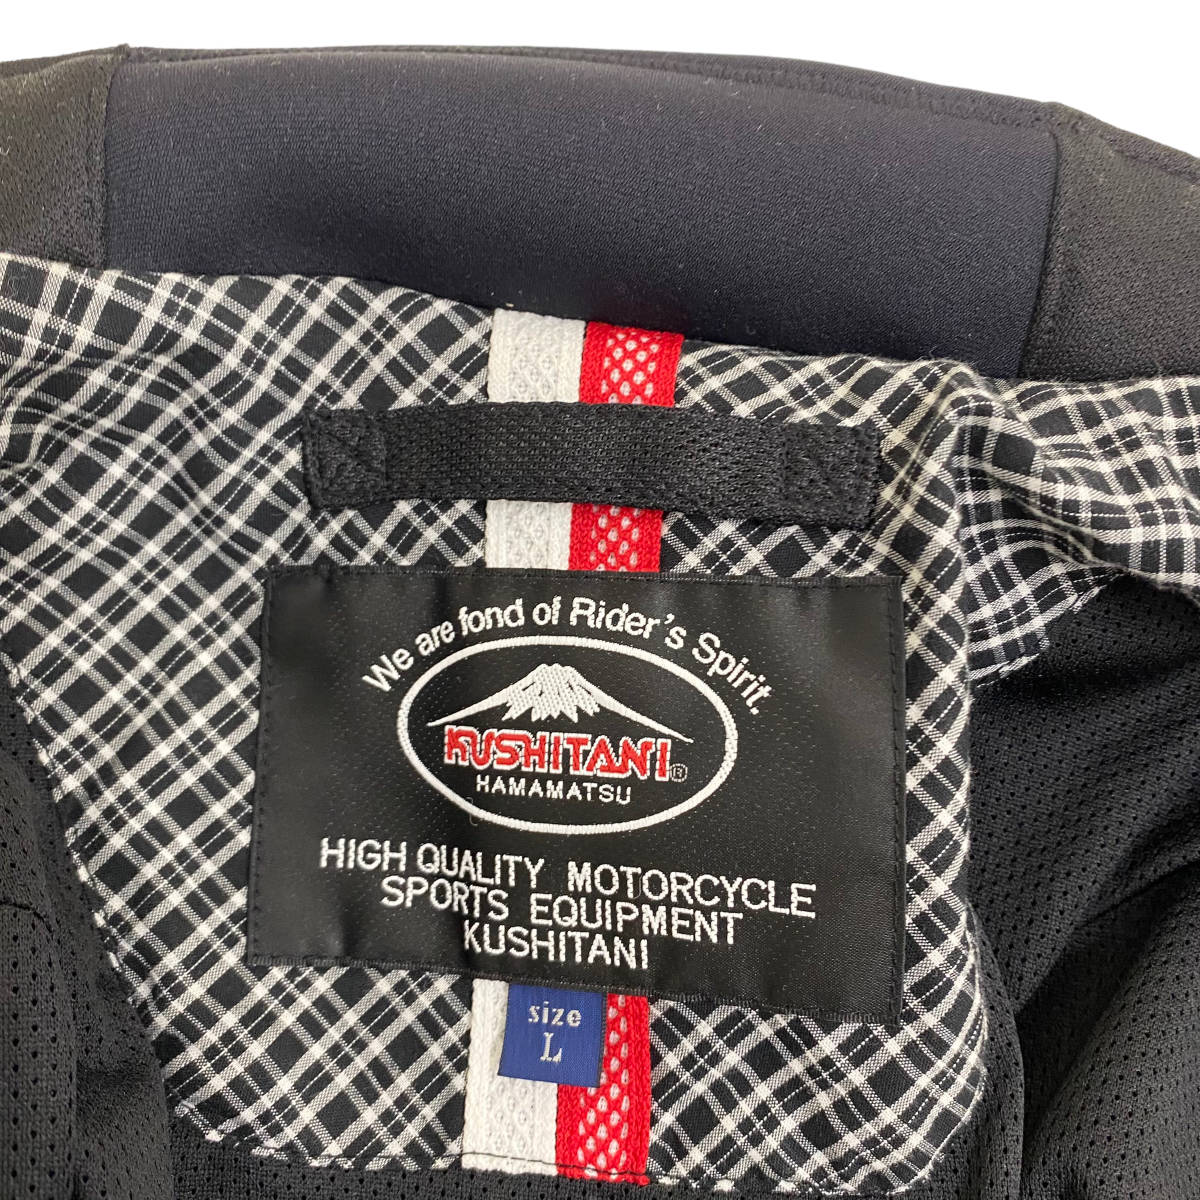 We are fond of Rider's Spirit.
KUSHITANI®
HAMAMATSU
HIGH QUALITY MOTORCYCLE
SPORTS EQUIPMENT
KUSHITANI
size
L